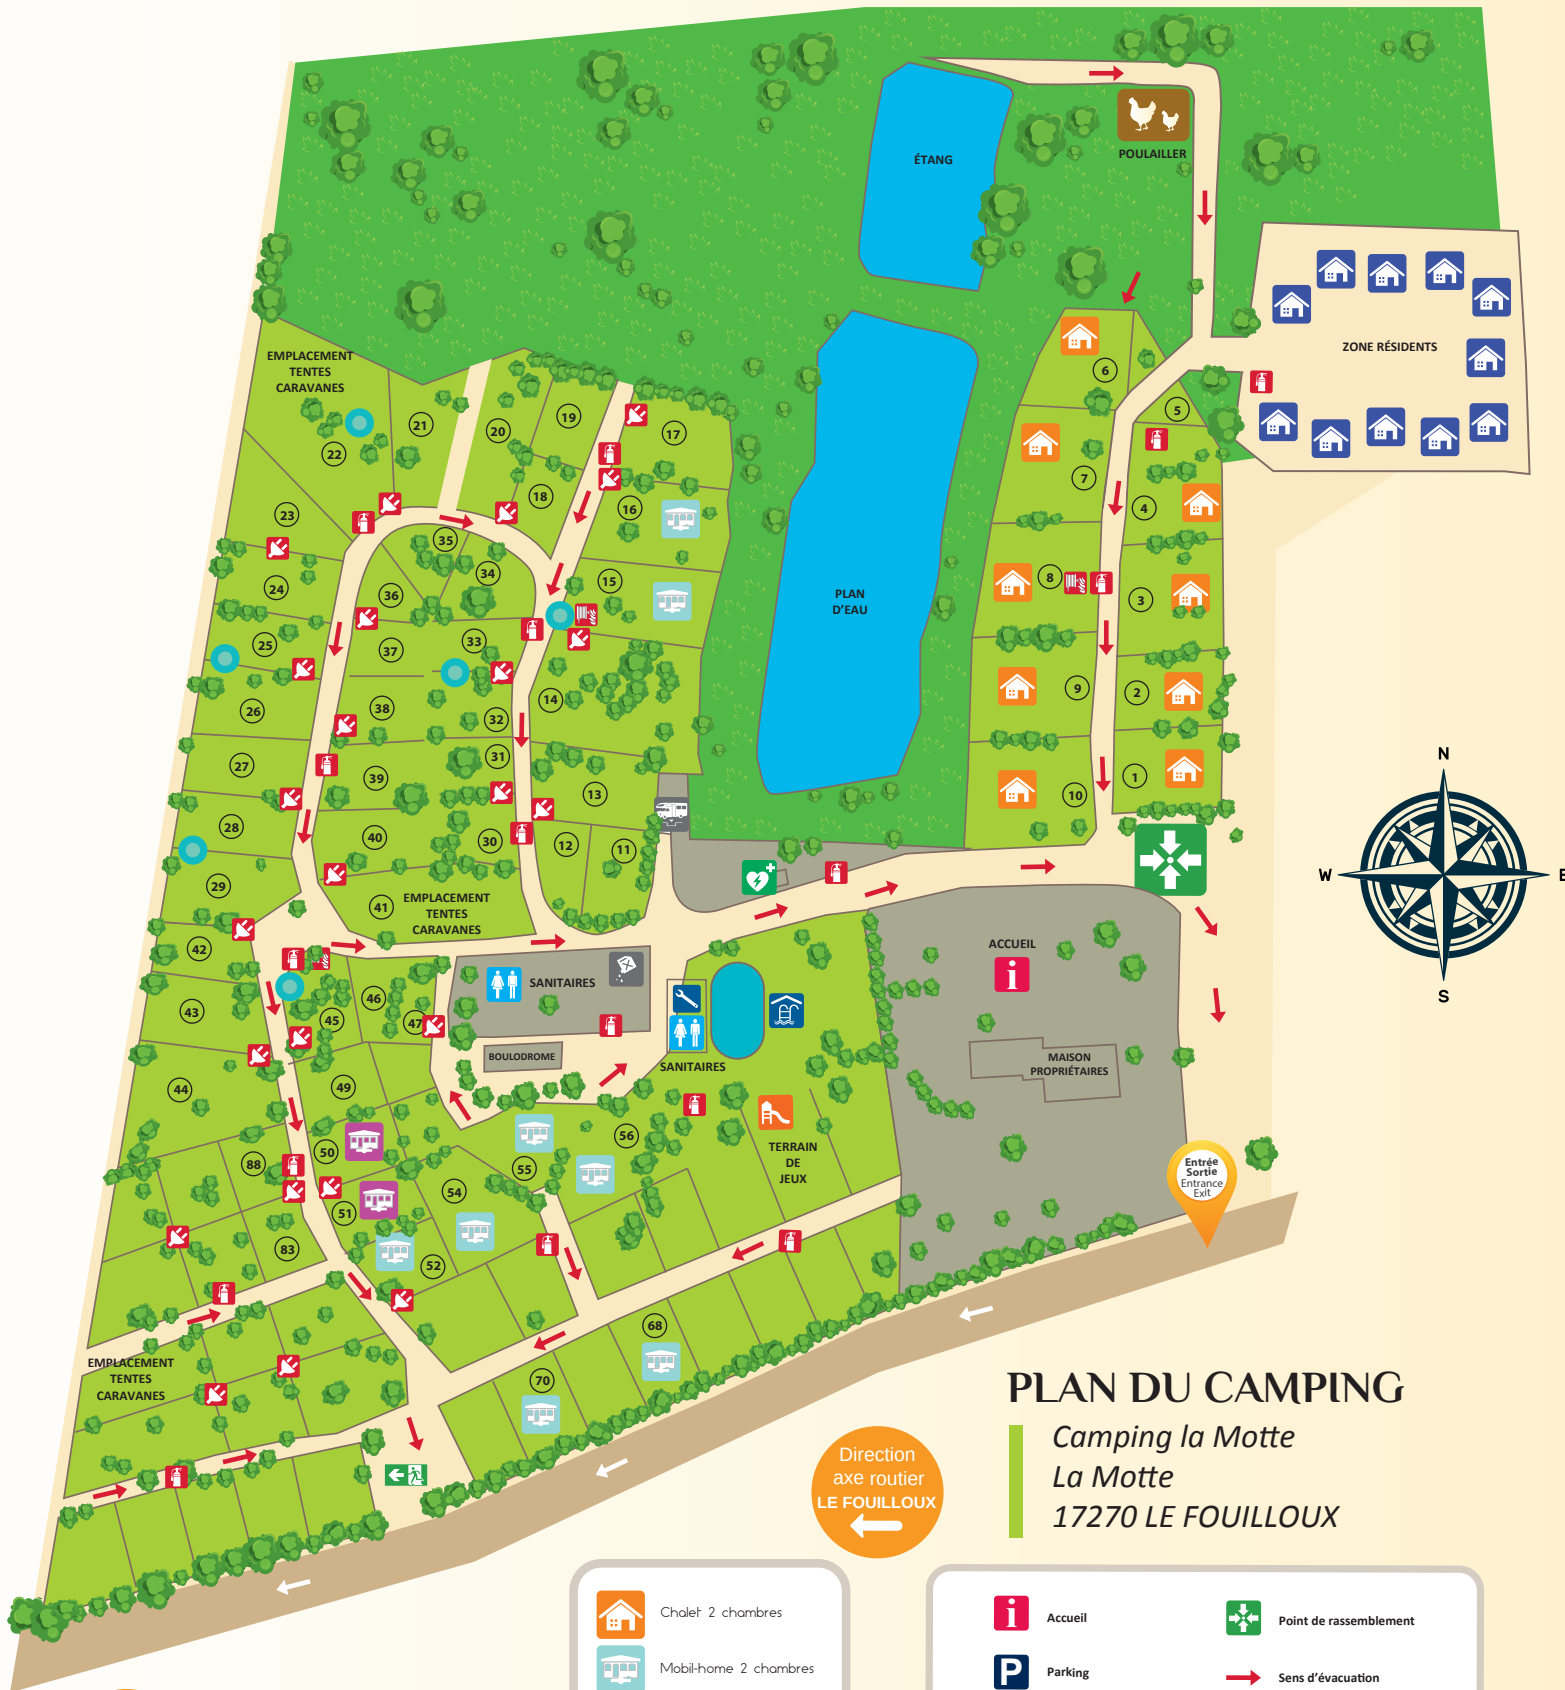 ÉTANG
POULAILLER
ZONE RÉSIDENTS
EMPLACEMENT
TENTES
CARAVANES
22
21
20
19
17
18
16
23
24
25
26
27
28
29
35
34
36
37
33
38
32
31
39
40
30
41
EMPLACEMENT
TENTES
CARAVANES
15
14
13
12
11
PLAN
D'EAU
6
5
7
4
8
3
9
2
10
1
N
W
E
S
42
43
44
45
46
47
49
50
51
52
54
55
56
88
83
68
70
SANITAIRES
BOULODROME
SANITAIRES
TERRAIN
DE
JEUX
ACCUEIL
i
MAISON
PROPRIÉTAIRES
Entrée
Sortie
Entrance
Exit
EMPLACEMENT
TENTES
CARAVANES
PLAN DU CAMPING
Camping la Motte
La Motte
17270 LE FOUILLOUX
Direction
axe routier
LE FOUILLOUX
Chalet 2 chambres
Mobil-home 2 chambres
i
Accueil
Point de rassemblement
P
Parking
Sens d'évacuation